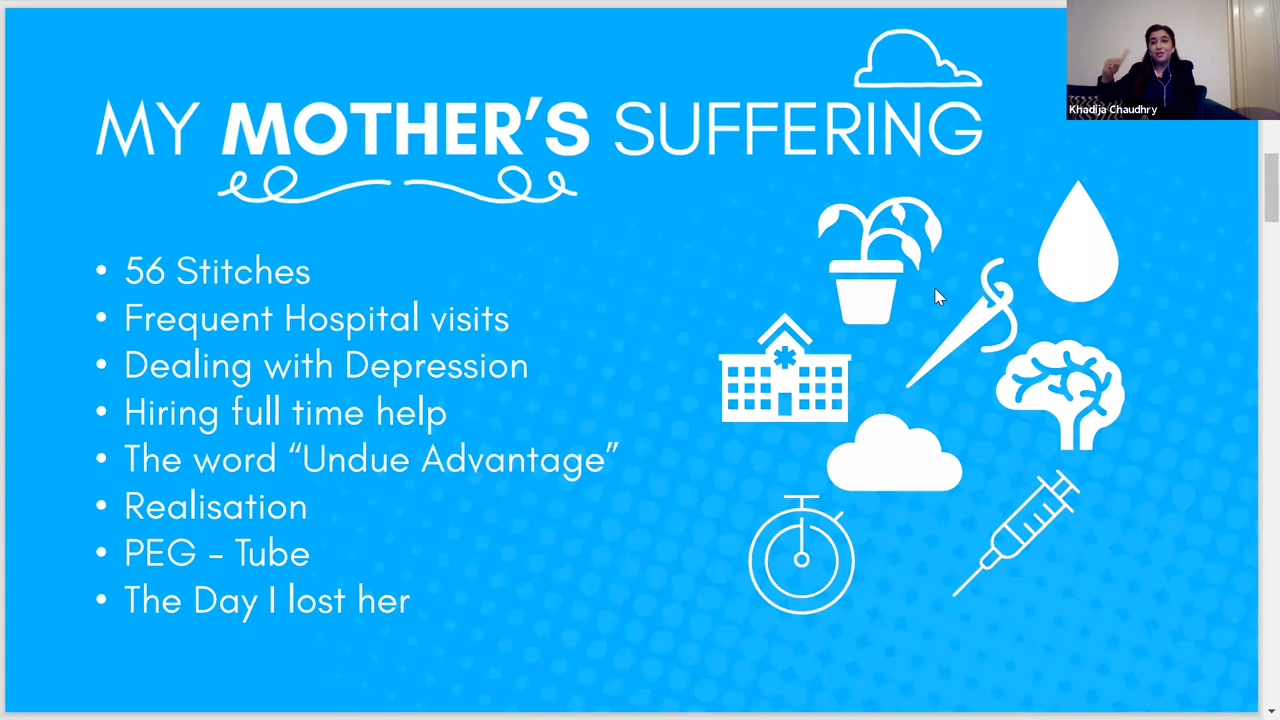 MY MOTHER'S SUFFERING
Khadija Chaudhry
• 56 Stitches
• Frequent Hospital visits
• Dealing with Depression
• Hiring full time help
• The word “Undue Advantage”
• Realisation
• PEG – Tube
• The Day I lost her